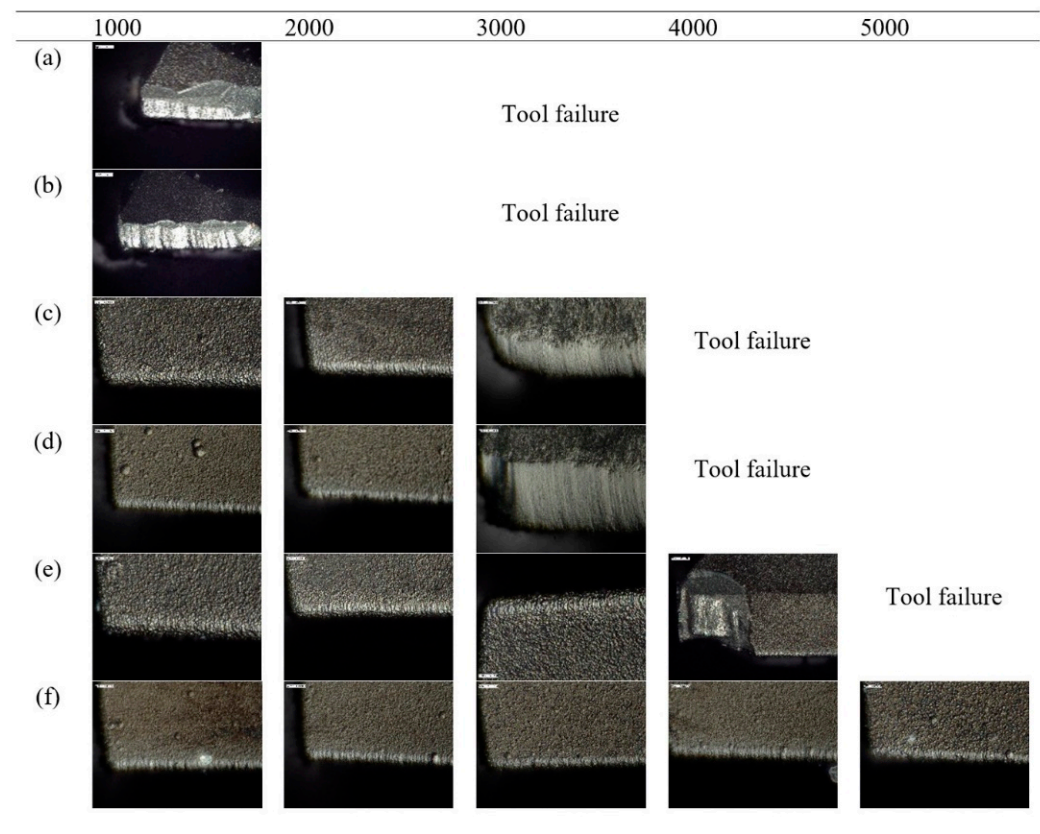 1000 2000 3000 4000 5000
(a) Tool failure
(b) Tool failure
(c) Tool failure
(d) Tool failure
(e) Tool failure
(f)